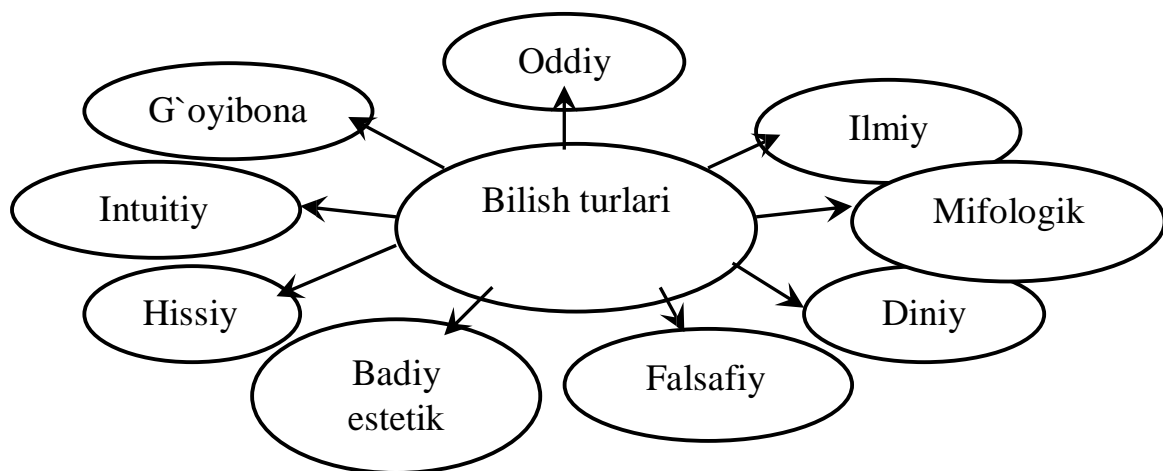 Oddiy
G`oyibona
Ilmiy
Bilish turlari
Intuitiy
Mifologik
Hissiy
Diniy
Badiy
estetik
Falsafiy